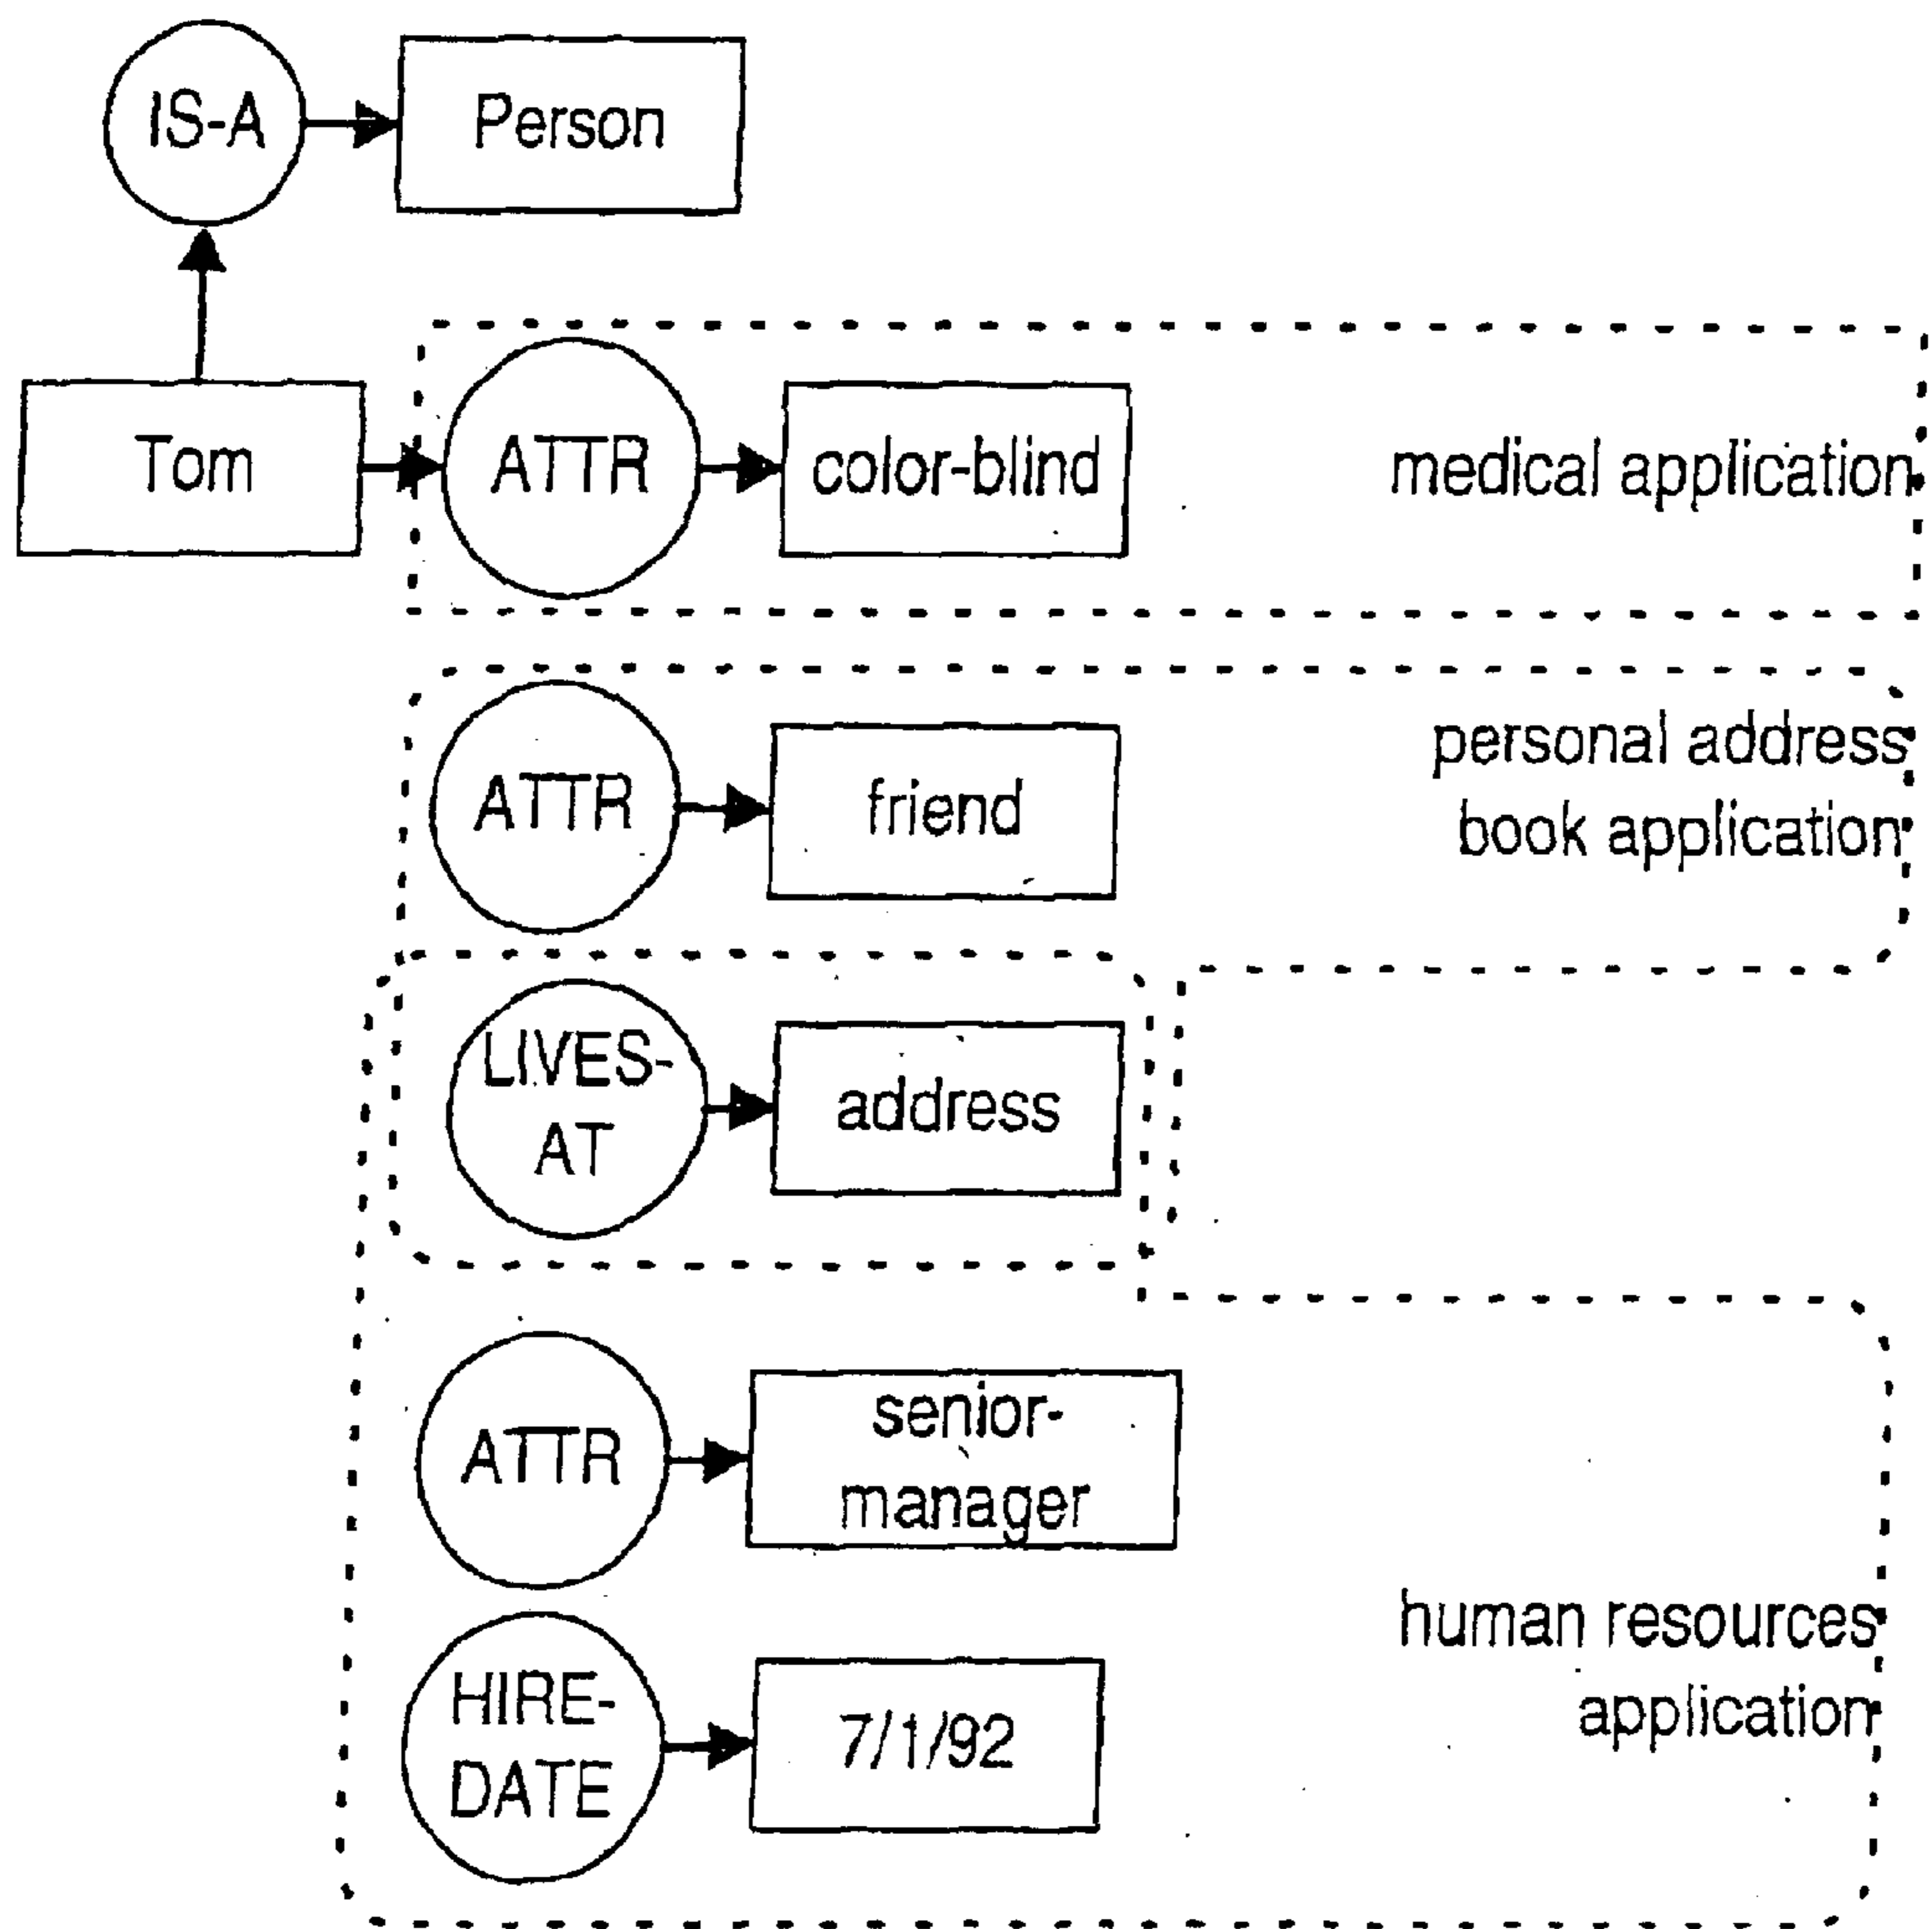 IS-A
Person
Tom
ATTR
color-blind
medical application
ATTR
friend
personal address
book application
LIVES-
AT
address
ATTR
senior-
manager
HIRE-
DATE
7/1/92
human resources
application